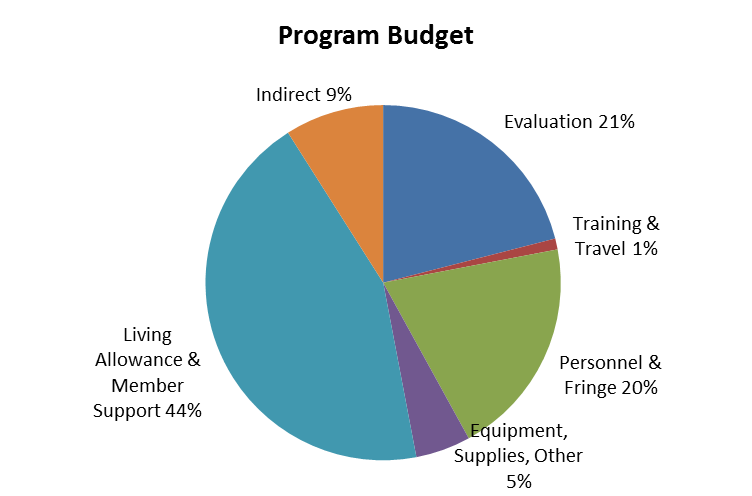 Program Budget
Indirect 9%
Evaluation 21%
Training &
Travel 1%
Personnel &
Fringe 20%
Equipment,
Supplies, Other
5%
Living
Allowance &
Member
Support 44%